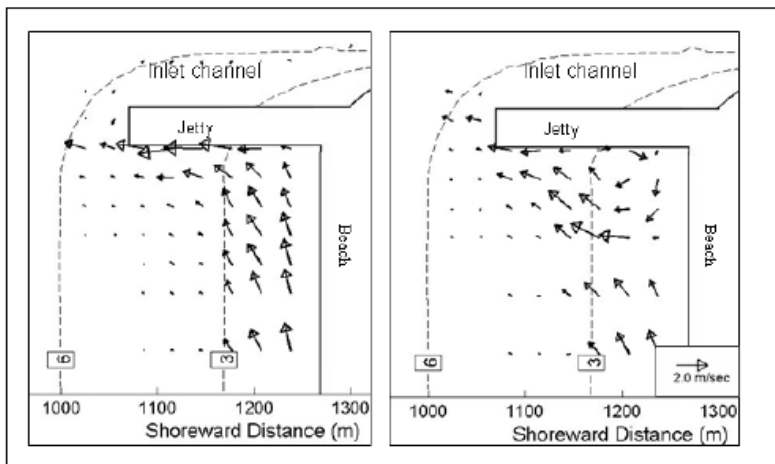 Inlet channel
Jetty
Beach
6
3
1000 1100 1200 1300
Shoreward Distance (m)
Inlet channel
Jetty
Beach
6
3
2.0 m/sec
1000 1100 1200 1300
Shoreward Distance (m)